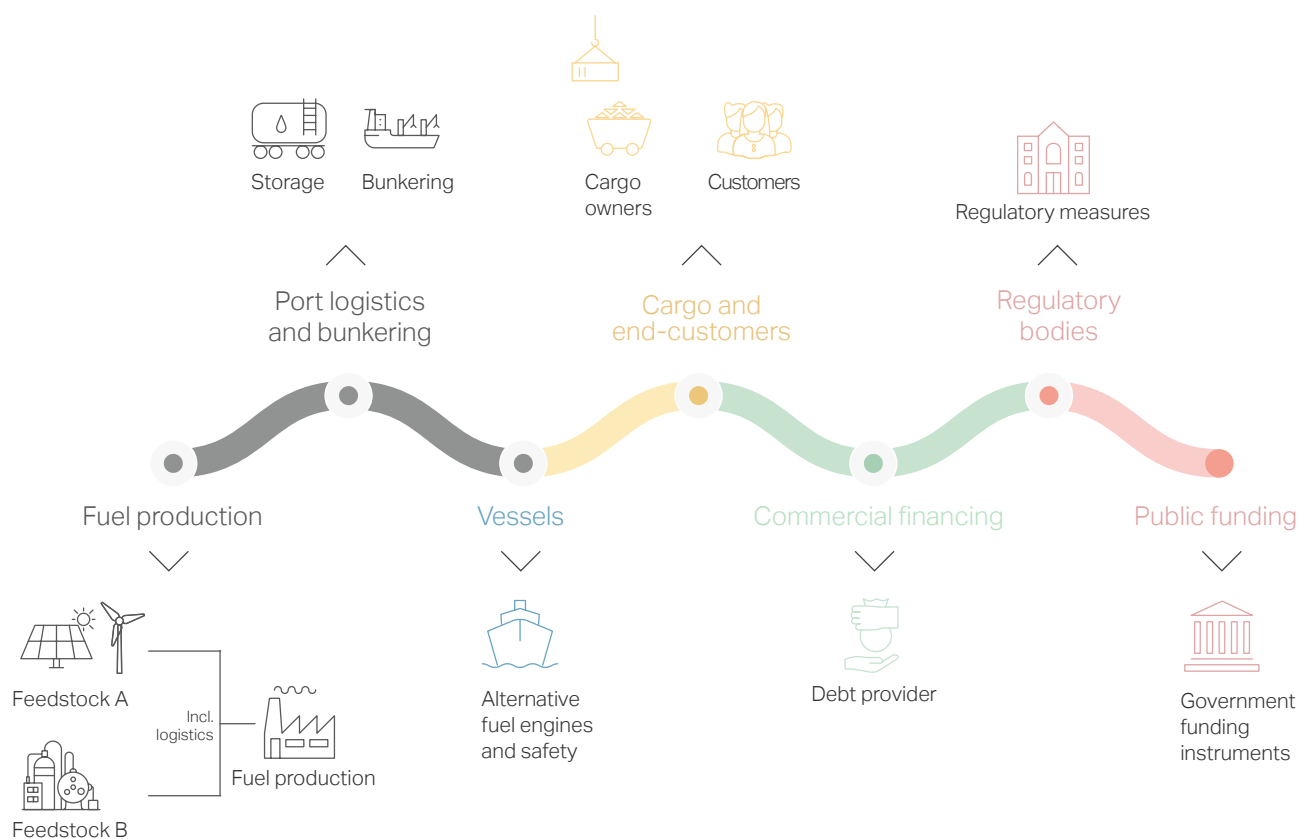 Storage
Bunkering
Cargo
owners
Customers
Regulatory measures
Port logistics
and bunkering
Cargo and
end-customers
Regulatory
bodies
Fuel production
Vessels
Commercial financing
Public funding
Feedstock A
Incl.
logistics
Fuel production
Feedstock B
Alternative
fuel engines
and safety
Debt provider
Government
funding
instruments